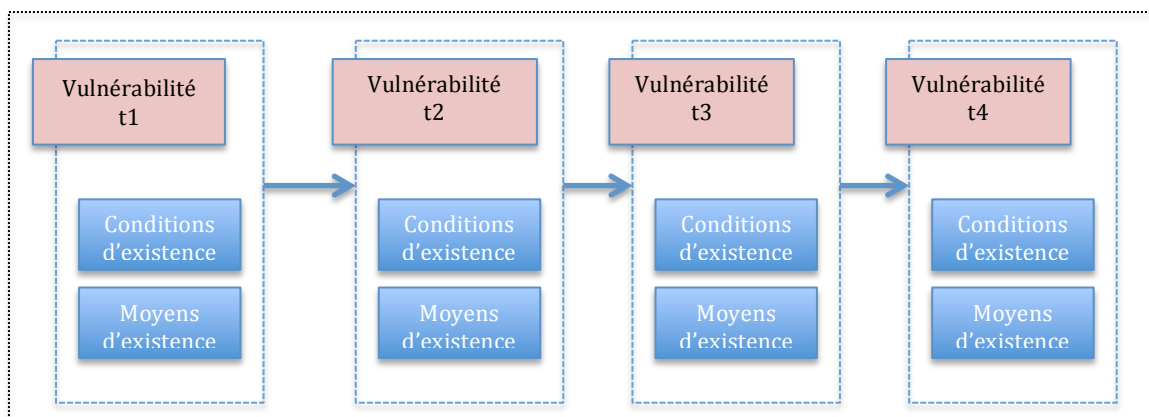 Vulnérabilité
t1
Vulnérabilité
t2
Vulnérabilité
t3
Vulnérabilité
t4
Conditions
d'existence
Conditions
d'existence
Conditions
d'existence
Conditions
d'existence
Moyens
d'existence
Moyens
d'existence
Moyens
d'existence
Moyens
d'existence